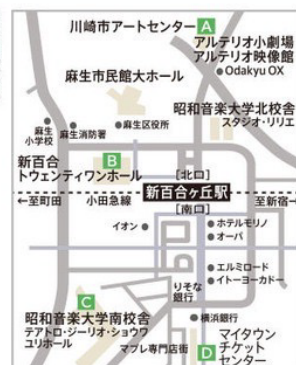 川崎市アートセンター A
アルテリオ小劇場
アルテリオ映像館
Odakyu OX
麻生市民館大ホール
昭和音楽大学北校舎
スタジオ・リリエ
麻生
小学校
麻生
消防署
麻生区役所
新百合
トウェンティワンホール
B
[北口]
新百合ヶ丘駅
[南口]
←至町田
小田急線
至新宿→
イオン
ホテルモリノ
オーパ
エルミロード
イトーヨーカドー
りそな
銀行
横浜銀行
C
昭和音楽大学南校舎
テアトロ・ジーリオ・ショウワ
ユリホール
マプレ専門店街
D
マイタウン
チケット
センター